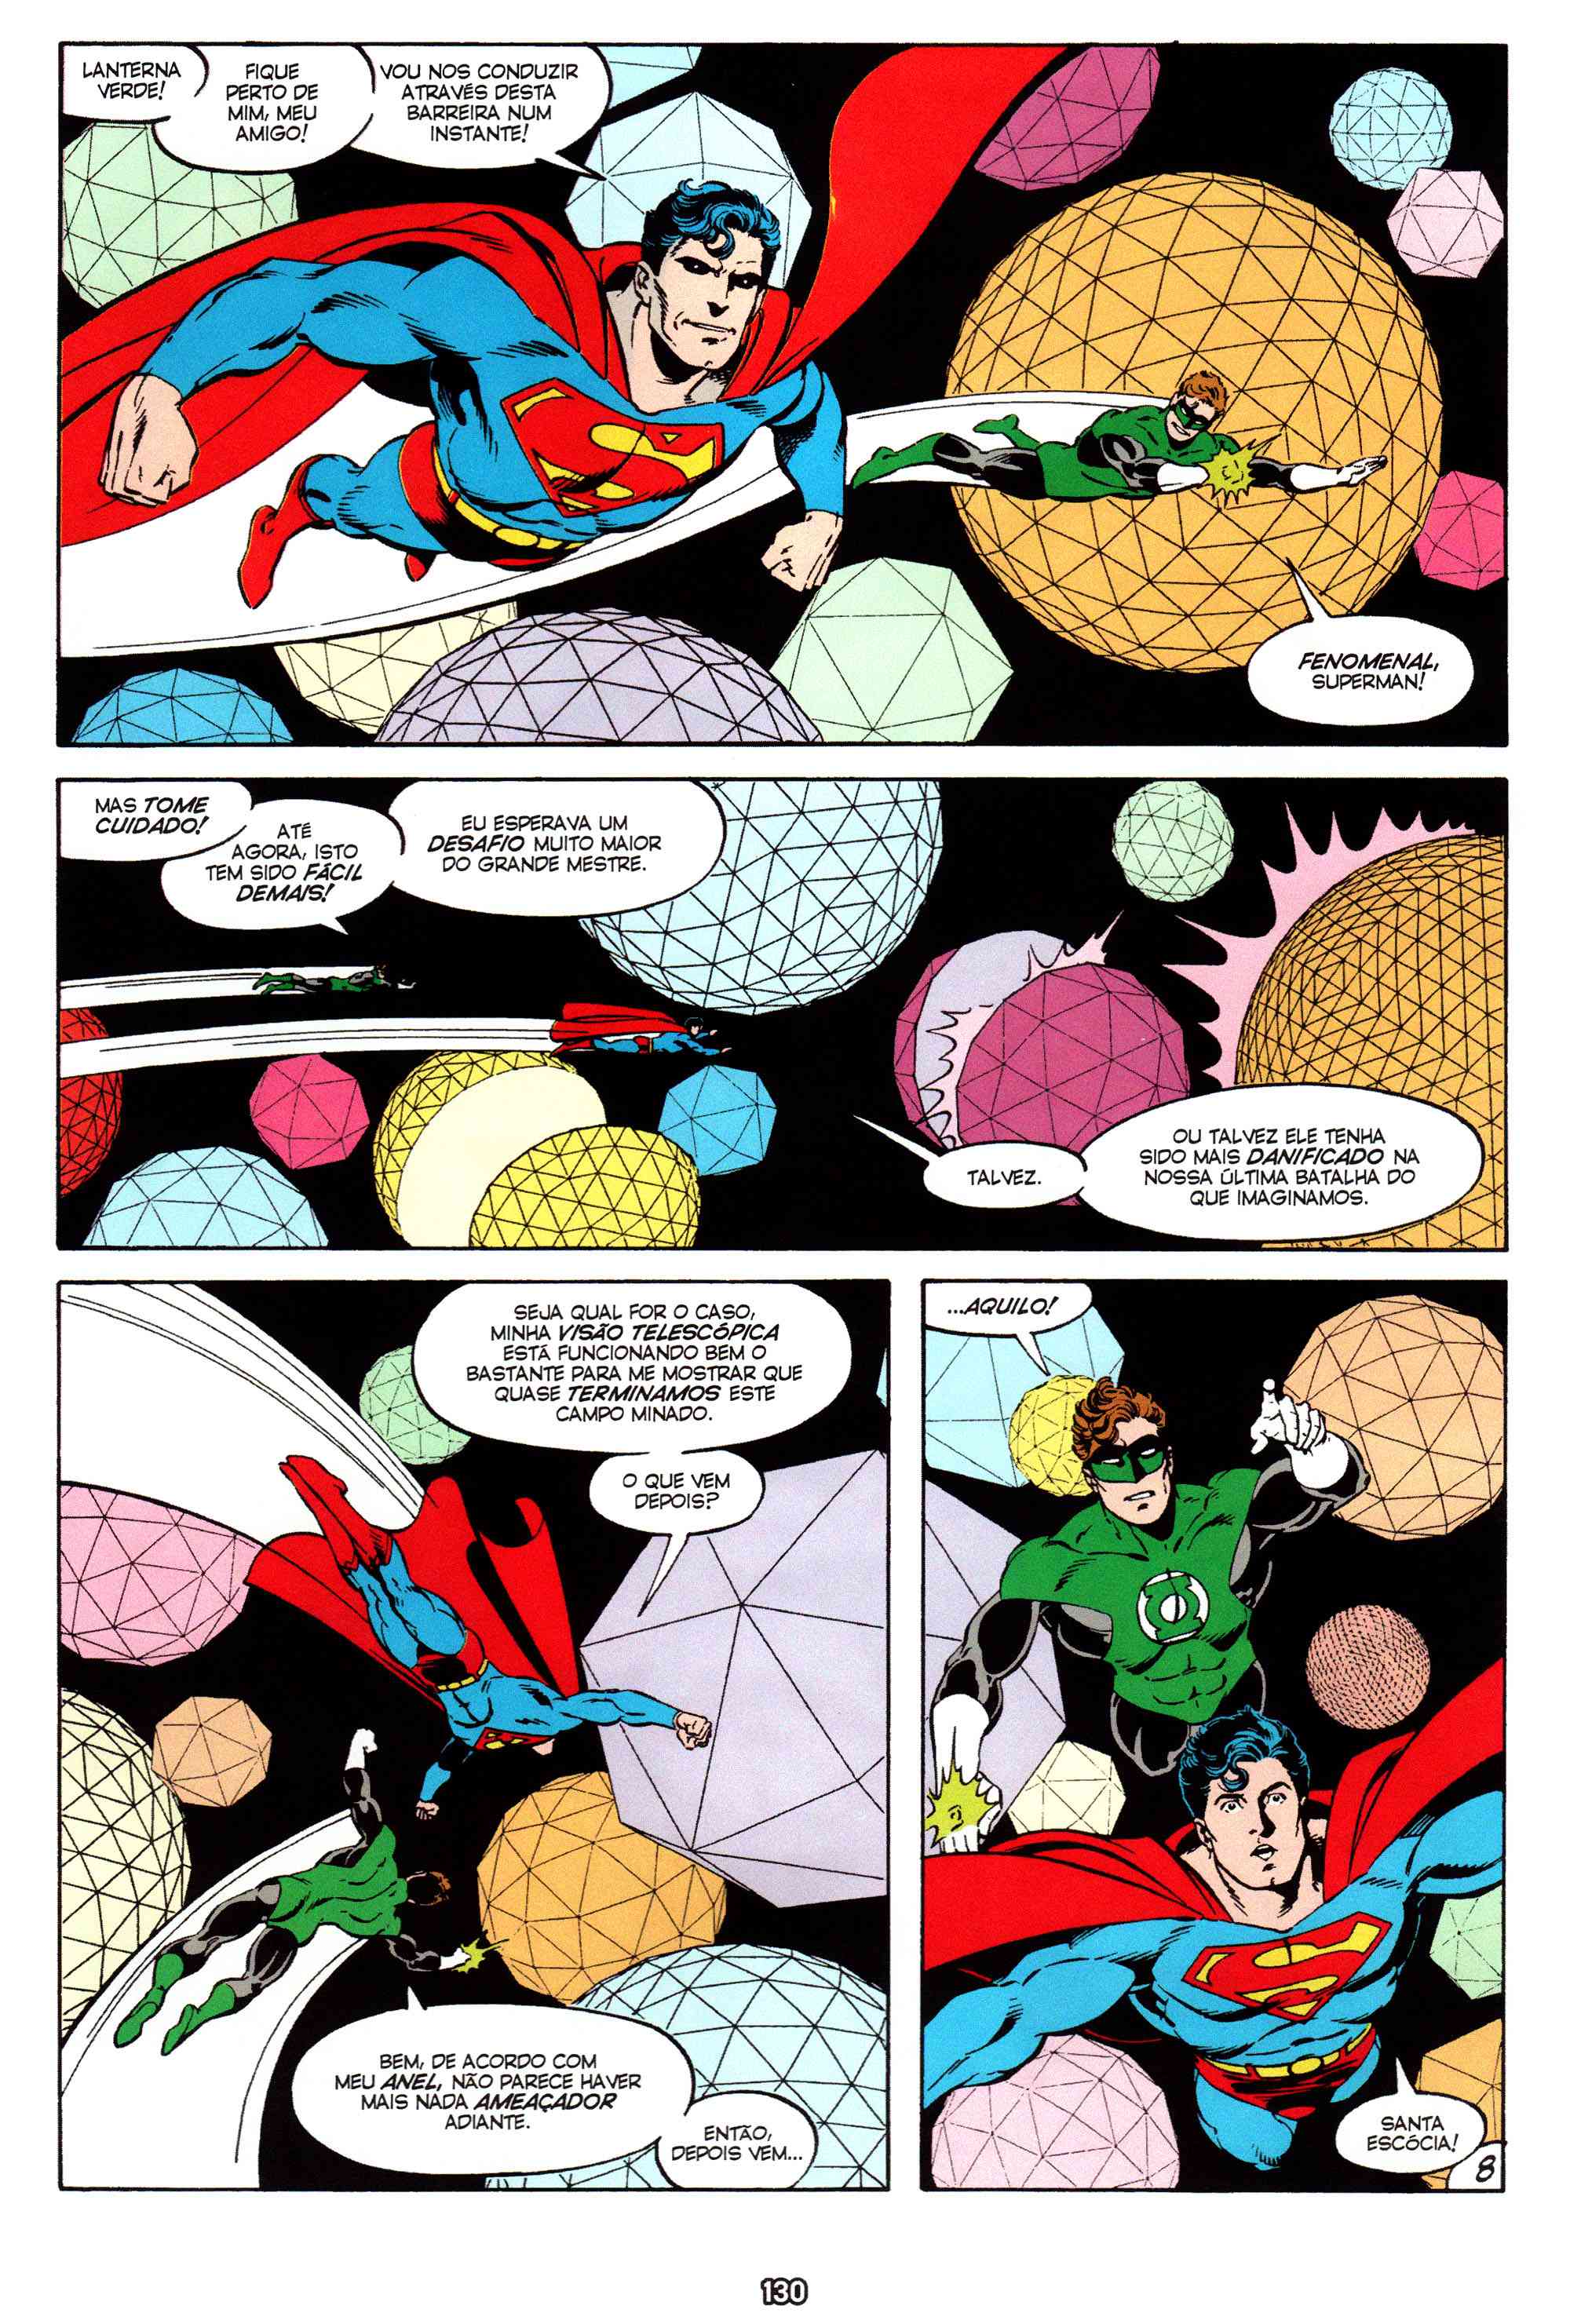 LANTERNA
VERDE!
FIQUE
PERTO DE
MIM, MEU
AMIGO!
VOU NOS CONDUZIR
ATRAVÉS DESTA
BARREIRA NUM
INSTANTE!
FENOMENAL,
SUPERMAN!
MAS TOME
CUIDADO!
ATÉ
AGORA, ISTO
TEM SIDO FÁCIL
DEMAIS!
EU ESPERAVA UM
DESAFIO MUITO MAIOR
DO GRANDE MESTRE.
TALVEZ.
OU TALVEZ ELE TENHA
SIDO MAIS DANIFICADO NA
NOSSA ÚLTIMA BATALHA DO
QUE IMAGINAMOS.
SEJA QUAL FOR O CASO,
MINHA VISÃO TELESCÓPICA
ESTÁ FUNCIONANDO BEM O
BASTANTE PARA ME MOSTRAR QUE
QUASE TERMINAMOS ESTE
CAMPO MINADO.
O QUE VEM
DEPOIS?
BEM, DE ACORDO COM
MEU ANEL, NÃO PARECE HAVER
MAIS NADA AMEAÇADOR
ADIANTE.
ENTÃO,
DEPOIS VEM...
...AQUILO!
SANTA
ESCÓCIA!
8
130